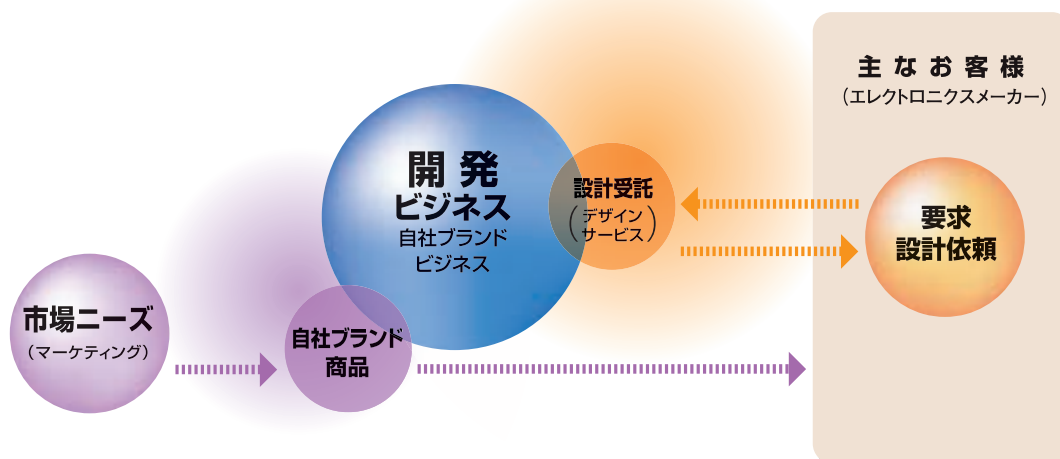 主なお客様
(エレクトロニクスメーカー)
開発
ビジネス
自社ブランド
ビジネス
設計受託
(デザイン
サービス)
要求
設計依頼
市場ニーズ
(マーケティング)
自社ブランド
商品